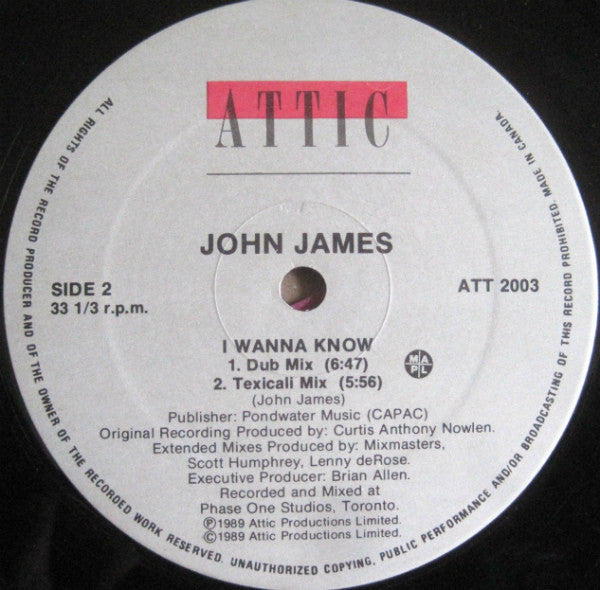 ATTIC
JOHN JAMES
SIDE 2
33 1/3 r.p.m.
ATT 2003
I WANNA KNOW
1. Dub Mix (6:47)
2. Texicali Mix (5:56)
(John James)
MAPL
Publisher: Pondwater Music (CAPAC)
Original Recording Produced by: Curtis Anthony Nowlen.
Extended Mixes Produced by: Mixmasters,
Scott Humphrey, Lenny deRose.
Executive Producer: Brian Allen.
Recorded and Mixed at
Phase One Studios, Toronto.
℗1989 Attic Productions Limited.
©1989 Attic Productions Limited.
ALL RIGHTS OF THE RECORD PRODUCER AND OF THE OWNER OF THE RECORDED WORK RESERVED. UNAUTHORIZED COPYING, PUBLIC PERFORMANCE AND/OR BROADCASTING OF THIS RECORD PROHIBITED. MADE IN CANADA.